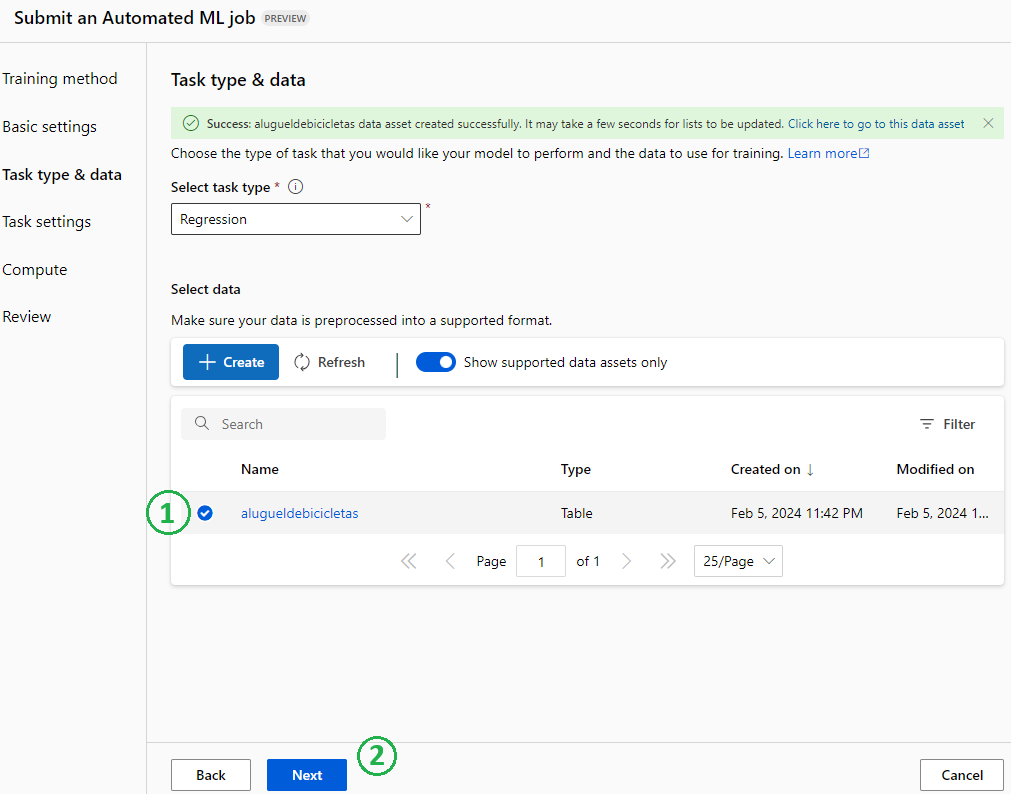 Submit an Automated ML job PREVIEW
Training method
Basic settings
Task type & data
Task settings
Compute
Review
Task type & data
Success: alugueldebicicletas data asset created successfully. It may take a few seconds for lists to be updated. Click here to go to this data asset
Choose the type of task that you would like your model to perform and the data to use for training. Learn more
Select task type *
Regression *
Select data
Make sure your data is preprocessed into a supported format.
Create Refresh Show supported data assets only
Search Filter
Name Type Created on ↓ Modified on
1 alugueldebicicletas Table Feb 5, 2024 11:42 PM Feb 5, 2024 1...
Page 1 of 1 25/Page
2
Back Next Cancel